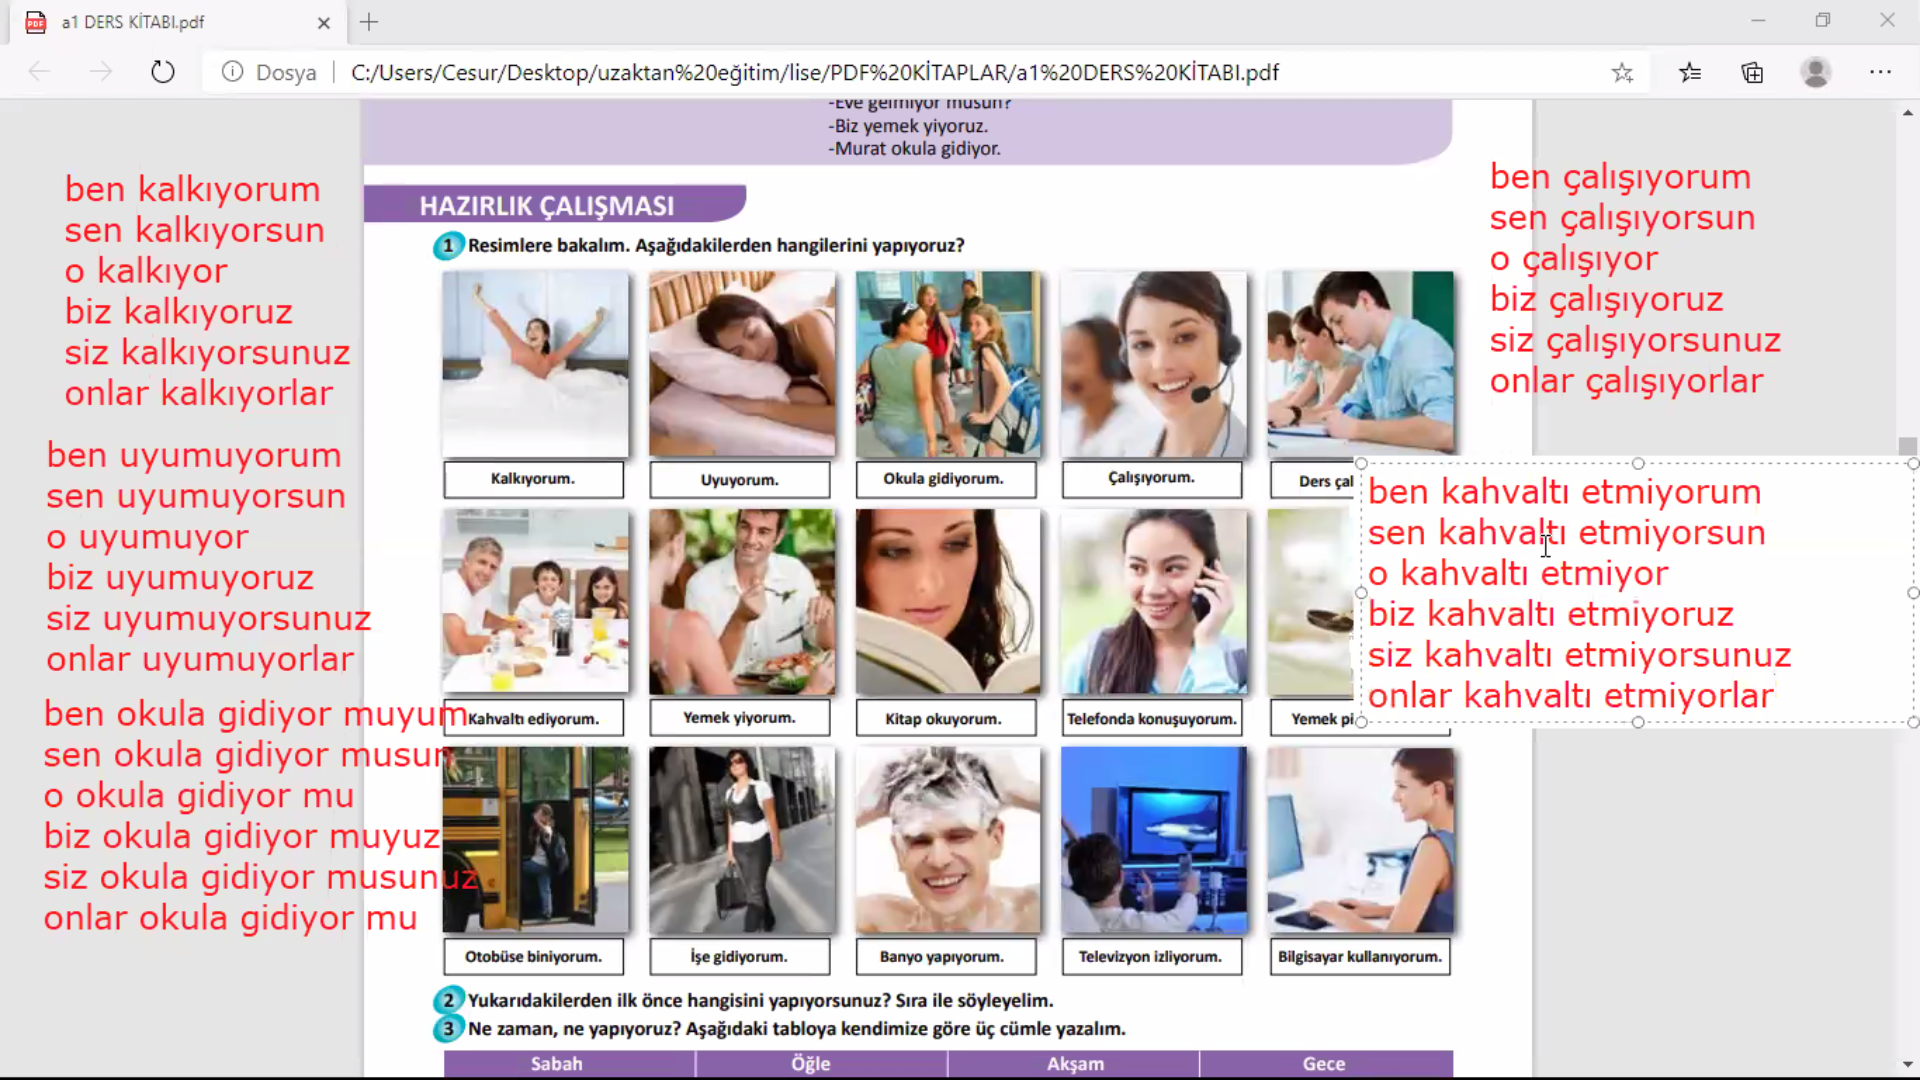 a1 DERS KİTABI.pdf
Dosya
C:/Users/Cesur/Desktop/uzaktan%20eğitim/lise/PDF%20KİTAPLAR/a1%20DERS%20KİTABI.pdf
-Eve gelmiyor musun?
-Biz yemek yiyoruz.
-Murat okula gidiyor.
HAZIRLIK ÇALIŞMASI
1 Resimlere bakalım. Aşağıdakilerden hangilerini yapıyoruz?
ben kalkıyorum
sen kalkıyorsun
o kalkıyor
biz kalkıyoruz
siz kalkıyorsunuz
onlar kalkıyorlar
ben uyumuyorum
sen uyumuyorsun
o uyumuyor
biz uyumuyoruz
siz uyumuyorsunuz
onlar uyumuyorlar
ben okula gidiyor muyum
sen okula gidiyor musun
o okula gidiyor mu
biz okula gidiyor muyuz
siz okula gidiyor musunuz
onlar okula gidiyor mu
Kalkıyorum.
Uyuyorum.
Okula gidiyorum.
Çalışıyorum.
Ders çal
Kahvaltı ediyorum.
Yemek yiyorum.
Kitap okuyorum.
Telefonda konuşuyorum.
Yemek pi
Otobüse biniyorum.
İşe gidiyorum.
Banyo yapıyorum.
Televizyon izliyorum.
Bilgisayar kullanıyorum.
ben çalışıyorum
sen çalışıyorsun
o çalışıyor
biz çalışıyoruz
siz çalışıyorsunuz
onlar çalışıyorlar
ben kahvaltı etmiyorum
sen kahvaltı etmiyorsun
o kahvaltı etmiyor
biz kahvaltı etmiyoruz
siz kahvaltı etmiyorsunuz
onlar kahvaltı etmiyorlar
2 Yukarıdakilerden ilk önce hangisini yapıyorsunuz? Sıra ile söyleyelim.
3 Ne zaman, ne yapıyoruz? Aşağıdaki tabloya kendimize göre üç cümle yazalım.
Sabah
Öğle
Akşam
Gece